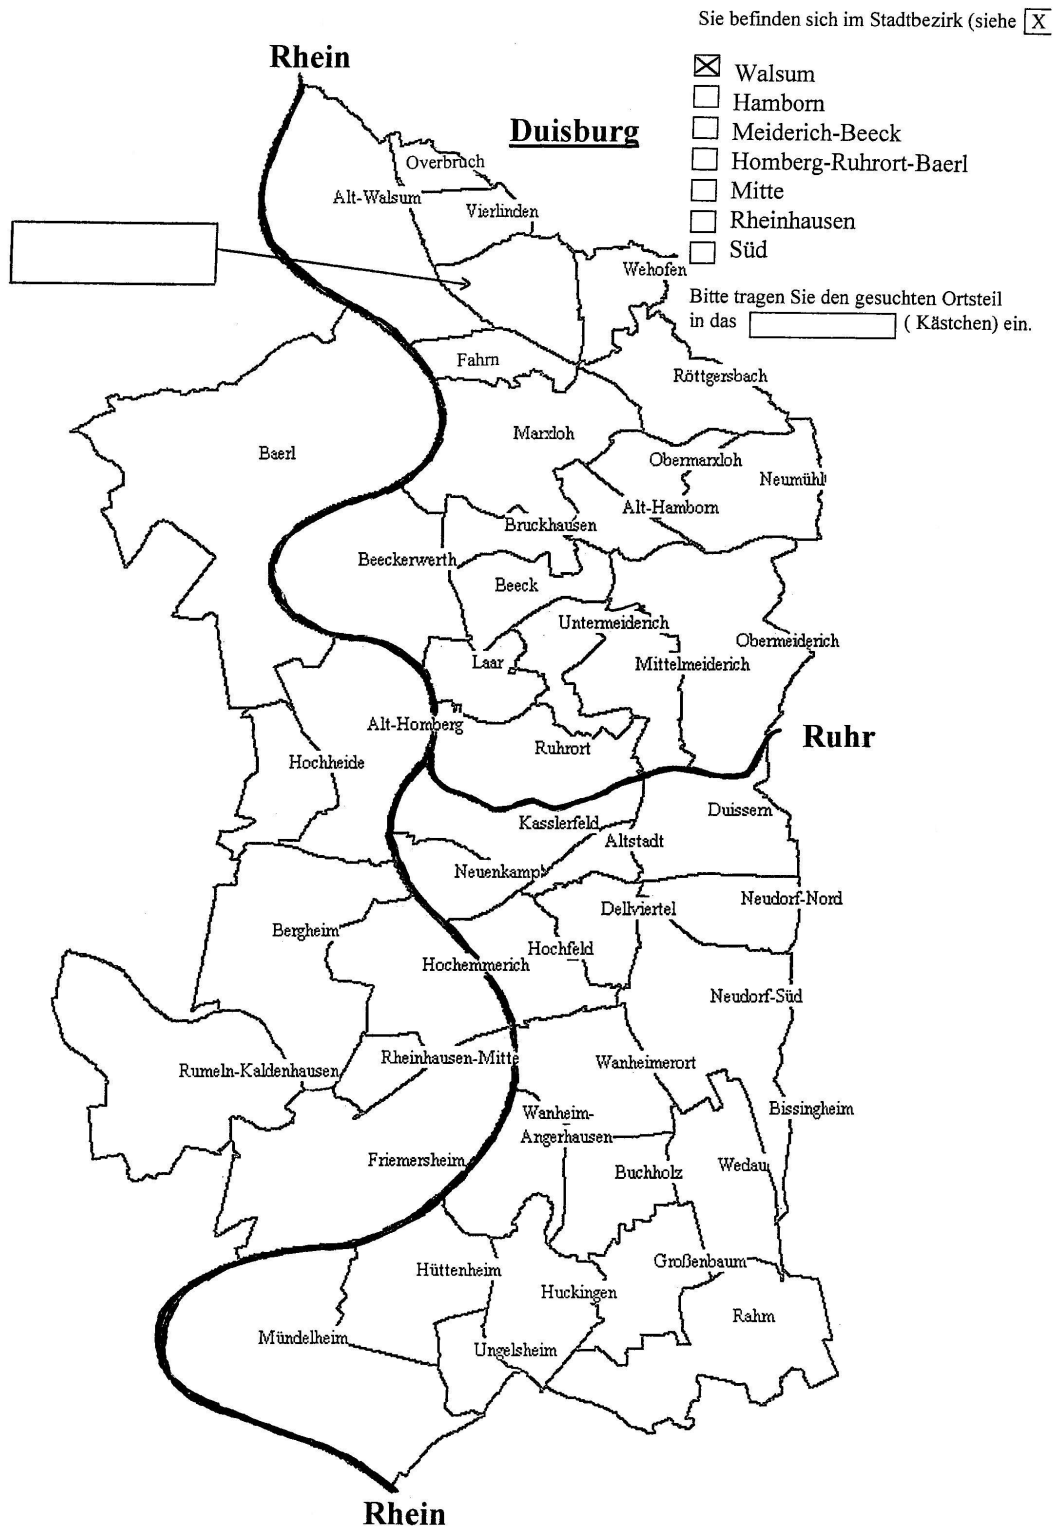 Sie befinden sich im Stadtbezirk (siehe X
Rhein
Walsum
Hamborn
Duisburg
Meiderich-Beeck
Overbruch
Homberg-Ruhrort-Baerl
Alt-Walsum
Mitte
Vierlinden
Rheinhausen
Süd
Wehofen
Bitte tragen Sie den gesuchten Ortsteil
in das ( Kästchen) ein.
Fahrn
Röttgersbach
Marxloh
Baerl
Obermarxloh
Neumühl
Alt-Hamborn
Bruckhausen
Beeckerwerth
Beeck
Untermeiderich
Obermeiderich
Laar
Mittelmeiderich
Alt-Homberg
Ruhr
Ruhrort
Hochheide
Duissern
Kasslerfeld
Altstadt
Neuenkamp
Neudorf-Nord
Dellviertel
Bergheim
Hochfeld
Hochemmerich
Neudorf-Süd
Rheinhausen-Mitte
Wanheimerort
Rumeln-Kaldenhausen
Bissingheim
Wanheim-
Angerhausen
Friemersheim
Buchholz
Wedau
Großenbaum
Hüttenheim
Huckingen
Rahm
Mündelheim
Ungelsheim
Rhein